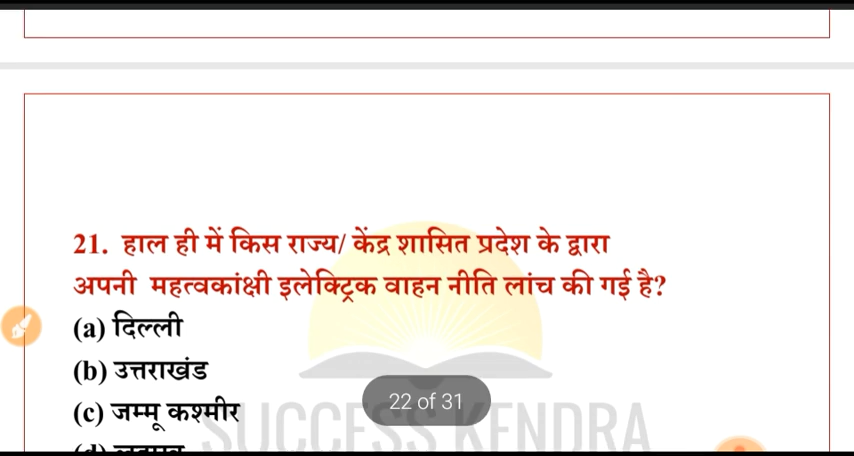 21. हाल ही में किस राज्य/ केंद्र शासित प्रदेश के द्वारा
अपनी महत्वकांक्षी इलेक्ट्रिक वाहन नीति लांच की गई है?
(a) दिल्ली
(b) उत्तराखंड
(c) जम्मू कश्मीर
22 of 31
SUCCESS KENDRA